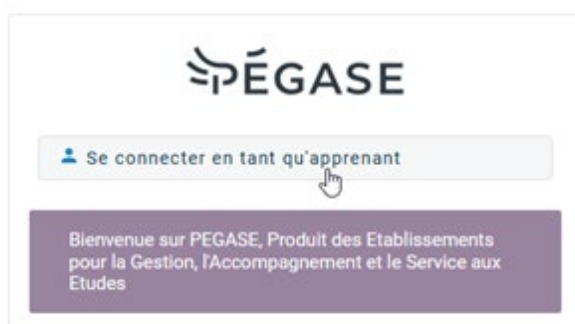 PÉGASE
Se connecter en tant qu'apprenant
Bienvenue sur PEGASE, Produit des Etablissements
pour la Gestion, l'Accompagnement et le Service aux
Etudes